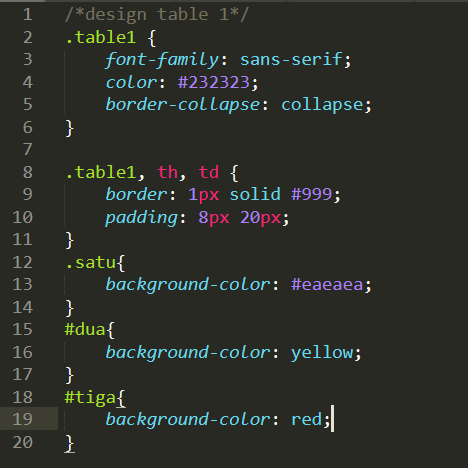 1 /*design table 1*/
2 .table1 {
3     font-family: sans-serif;
4     color: #232323;
5     border-collapse: collapse;
6 }
7
8 .table1, th, td {
9     border: 1px solid #999;
10     padding: 8px 20px;
11 }
12 .satu{
13     background-color: #eaeaea;
14 }
15 #dua{
16     background-color: yellow;
17 }
18 #tiga{
19     background-color: red;
20 }